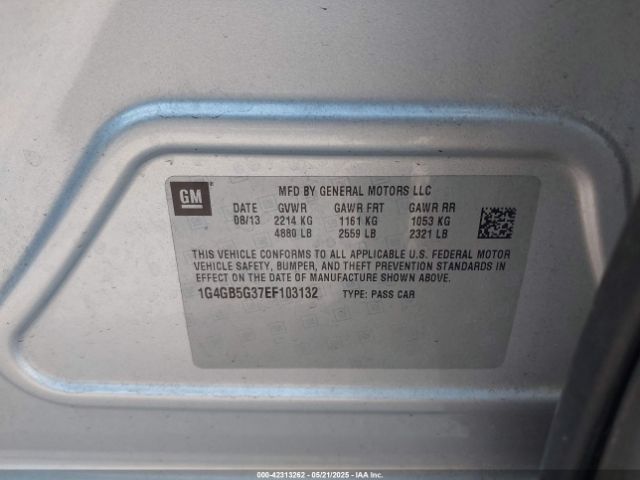 GM
MFD BY GENERAL MOTORS LLC
DATE GVWR GAWR FRT GAWR RR
08/13 2214 KG 1161 KG 1053 KG
4880 LB 2559 LB 2321 LB
THIS VEHICLE CONFORMS TO ALL APPLICABLE U.S. FEDERAL MOTOR
VEHICLE SAFETY, BUMPER, AND THEFT PREVENTION STANDARDS IN
EFFECT ON THE DATE OF MANUFACTURE SHOWN ABOVE.
1G4GB5G37EF103132 TYPE: PASS CAR
000-42313262 - 05/21/2025 - IAA Inc.